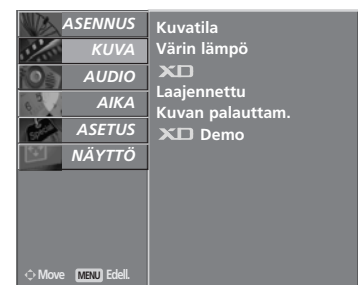 ASENNUS
KUVA
AUDIO
AIKA
ASETUS
NÄYTTÖ
Move MENU Edell.
Kuvatila
Värin lämpö
XD
Laajennettu
Kuvan palauttam.
XD Demo